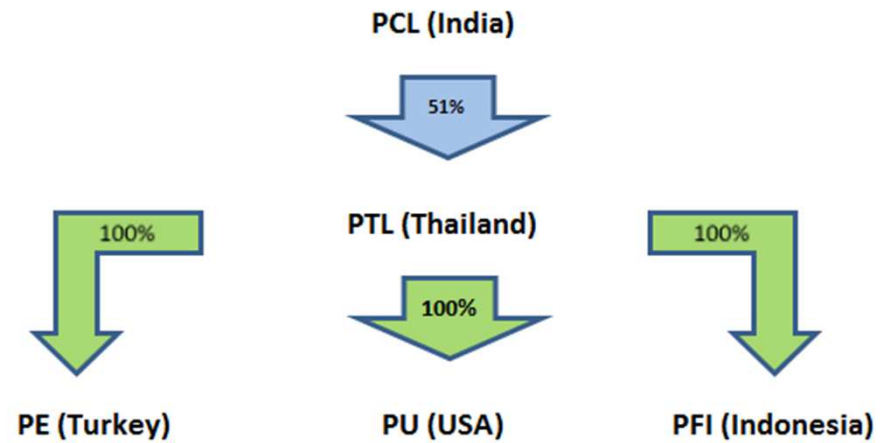 PCL (India)
51%
100%
PTL (Thailand)
100%
100%
PE (Turkey)
PU (USA)
PFI (Indonesia)